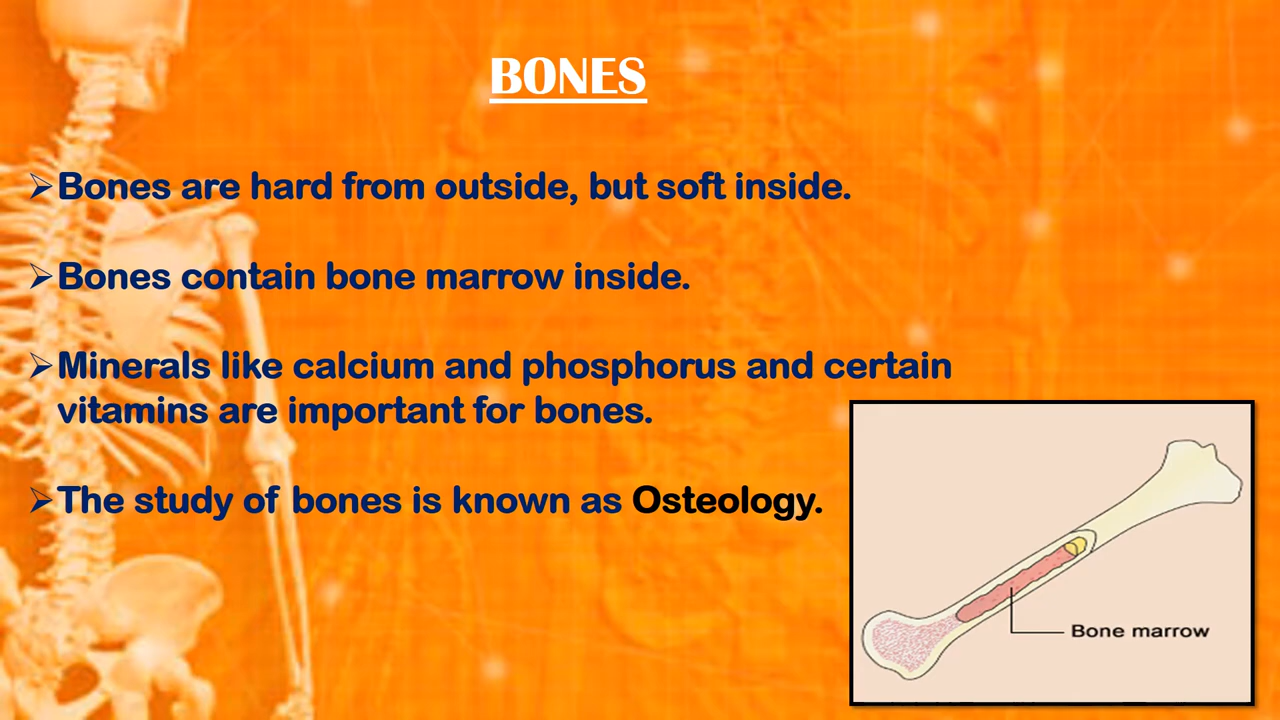 BONES
➢Bones are hard from outside, but soft inside.
➢Bones contain bone marrow inside.
➢Minerals like calcium and phosphorus and certain
vitamins are important for bones.
➢The study of bones is known as Osteology.
Bone marrow